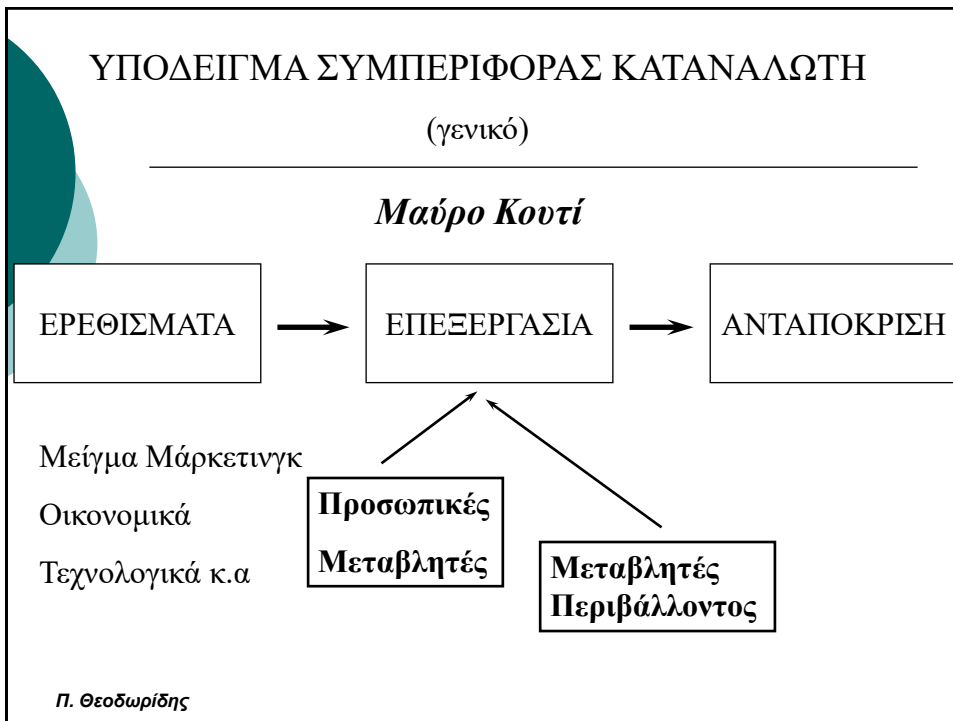 ΥΠΟΔΕΙΓΜΑ ΣΥΜΠΕΡΙΦΟΡΑΣ ΚΑΤΑΝΑΛΩΤΗ
(γενικό)
Μαύρο Κουτί
ΕΡΕΘΙΣΜΑΤΑ
ΕΠΕΞΕΡΓΑΣΙΑ
ΑΝΤΑΠΟΚΡΙΣΗ
Μείγμα Μάρκετινγκ
Οικονομικά
Τεχνολογικά κ.α
Προσωπικές
Μεταβλητές
Μεταβλητές
Περιβάλλοντος
Π. Θεοδωρίδης